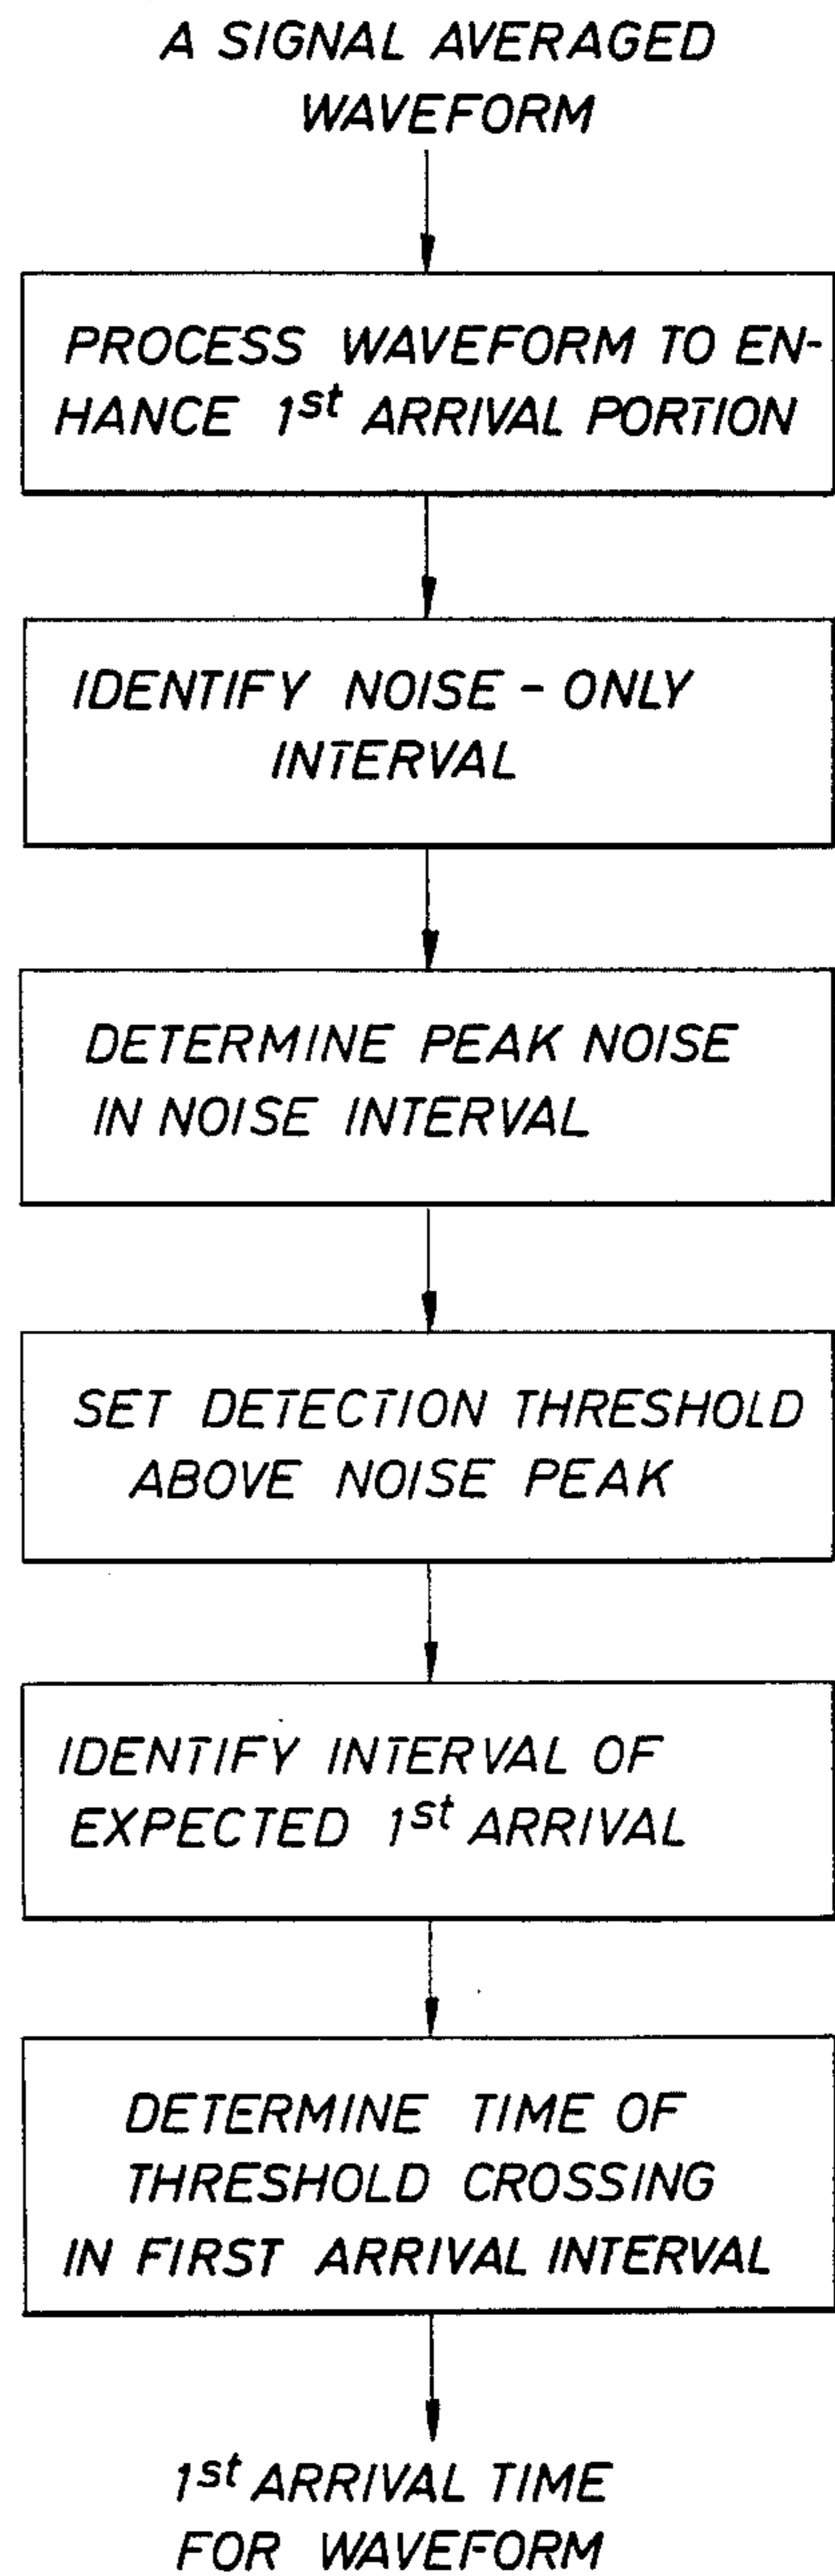 A SIGNAL AVERAGED
WAVEFORM
PROCESS WAVEFORM TO EN-
HANCE 1st ARRIVAL PORTION
IDENTIFY NOISE - ONLY
INTERVAL
DETERMINE PEAK NOISE
IN NOISE INTERVAL
SET DETECTION THRESHOLD
ABOVE NOISE PEAK
IDENTIFY INTERVAL OF
EXPECTED 1st ARRIVAL
DETERMINE TIME OF
THRESHOLD CROSSING
IN FIRST ARRIVAL INTERVAL
1st ARRIVAL TIME
FOR WAVEFORM